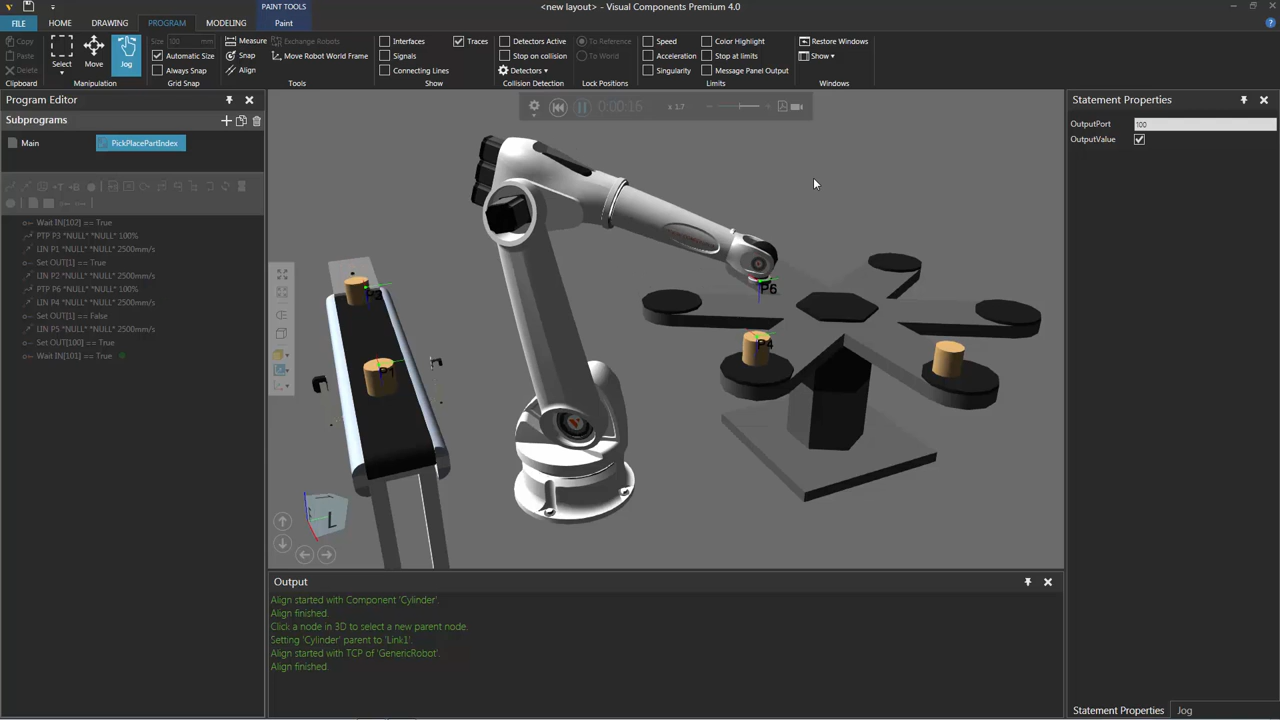 PAINT TOOLS
<new layout> - Visual Components Premium 4.0
FILE
HOME
DRAWING
PROGRAM
MODELING
Paint
Copy
Paste
Delete
Clipboard
Select
Move
Jog
Manipulation
Size 100 mm
Automatic Size
Always Snap
Grid Snap
Measure
Snap
Align
Exchange Robots
Move Robot World Frame
Tools
Interfaces
Signals
Connecting Lines
Traces
Show
Detectors Active
Stop on collision
Detectors
Collision Detection
To Reference
To World
Lock Positions
Speed
Acceleration
Singularity
Color Highlight
Stop at limits
Message Panel Output
Limits
Restore Windows
Show
Windows
Program Editor
Subprograms
Main
PickPlacePartIndex
Wait IN[102] == True
PTP P3 *NULL* *NULL* 100%
LIN P1 *NULL* *NULL* 2500mm/s
Set OUT[1] == True
LIN P2 *NULL* *NULL* 2500mm/s
PTP P6 *NULL* *NULL* 100%
LIN P4 *NULL* *NULL* 2500mm/s
Set OUT[1] == False
LIN P5 *NULL* *NULL* 2500mm/s
Set OUT[100] == True
Wait IN[101] == True
0:00:16
x 1.7
P2
P1
P6
P4
L
Output
Align started with Component 'Cylinder'.
Align finished.
Click a node in 3D to select a new parent node.
Setting 'Cylinder' parent to 'Link1'.
Align started with TCP of 'GenericRobot'.
Align finished.
Statement Properties
OutputPort
100
OutputValue
Statement Properties
Jog